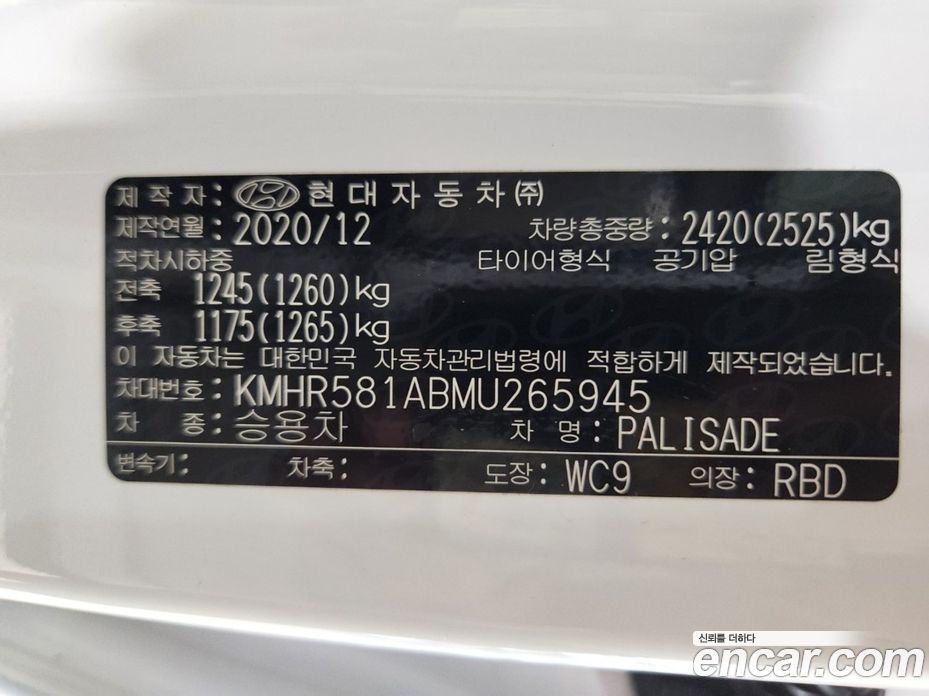 제작자: 현대자동차㈜
제작연월: 2020/12 차량총중량: 2420(2525)kg
적차시하중 타이어형식 공기압 림형식
전축 1245(1260)kg
후축 1175(1265)kg
이 자동차는 대한민국 자동차관리법령에 적합하게 제작되었습니다.
차대번호: KMHR581ABMU265945
차 종: 승용차 차 명: PALISADE
변속기: 차축: 도장: WC9 의장: RBD
신뢰를 더하다
encar.com